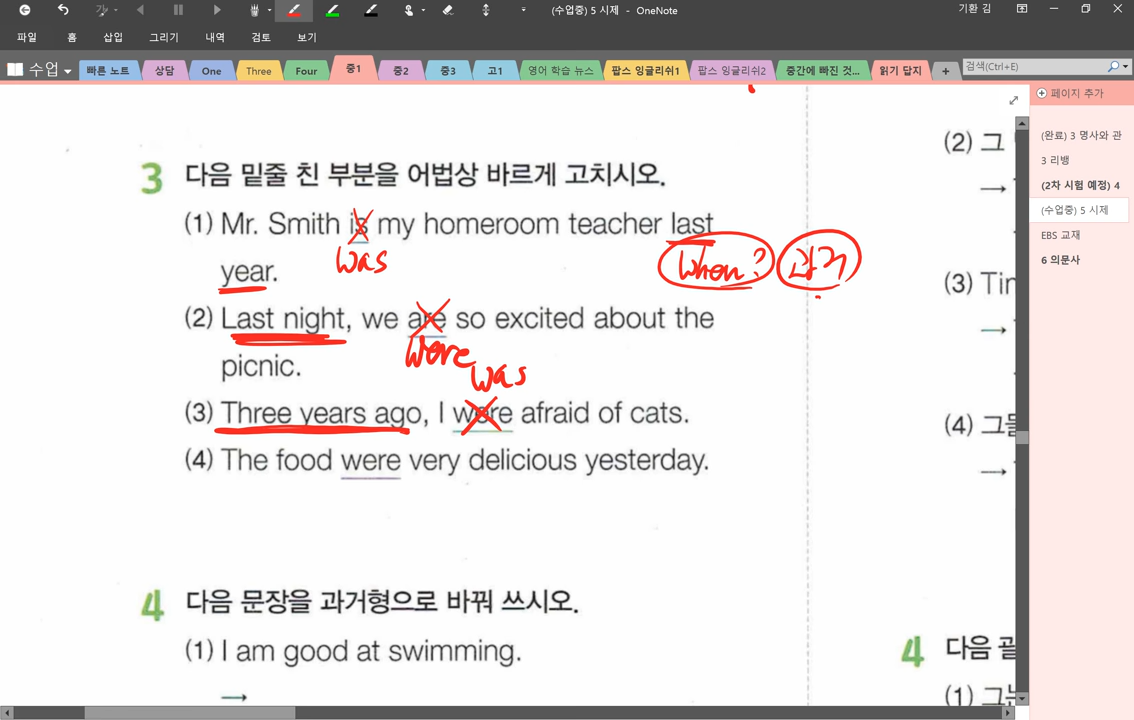 (수업중) 5 시제 - OneNote
기환 김
파일 홈 삽입 그리기 내역 검토 보기
수업 빠른 노트 상담 One Three Four 중1 중2 중3 고1 영어 학습 뉴스 팝스 잉글리쉬1 팝스 잉글리쉬2 중간에 빠진 것... 읽기 답지 + 검색(Ctrl+E)
페이지 추가
(완료) 3 명사와 관
3 리뱅
(2차 시험 예정) 4
(수업중) 5 시제
EBS 교재
6 의문사
3 다음 밑줄 친 부분을 어법상 바르게 고치시오.
(1) Mr. Smith is my homeroom teacher last
was
When? 과거
year.
(2) Last night, we are so excited about the
were
picnic.
was
(3) Three years ago, I were afraid of cats.
(4) The food were very delicious yesterday.
4 다음 문장을 과거형으로 바꿔 쓰시오.
(1) I am good at swimming.
→
(2) 그
→
(3) Tin
→
(4) 그들
→
4 다음 괄
(1) 그누